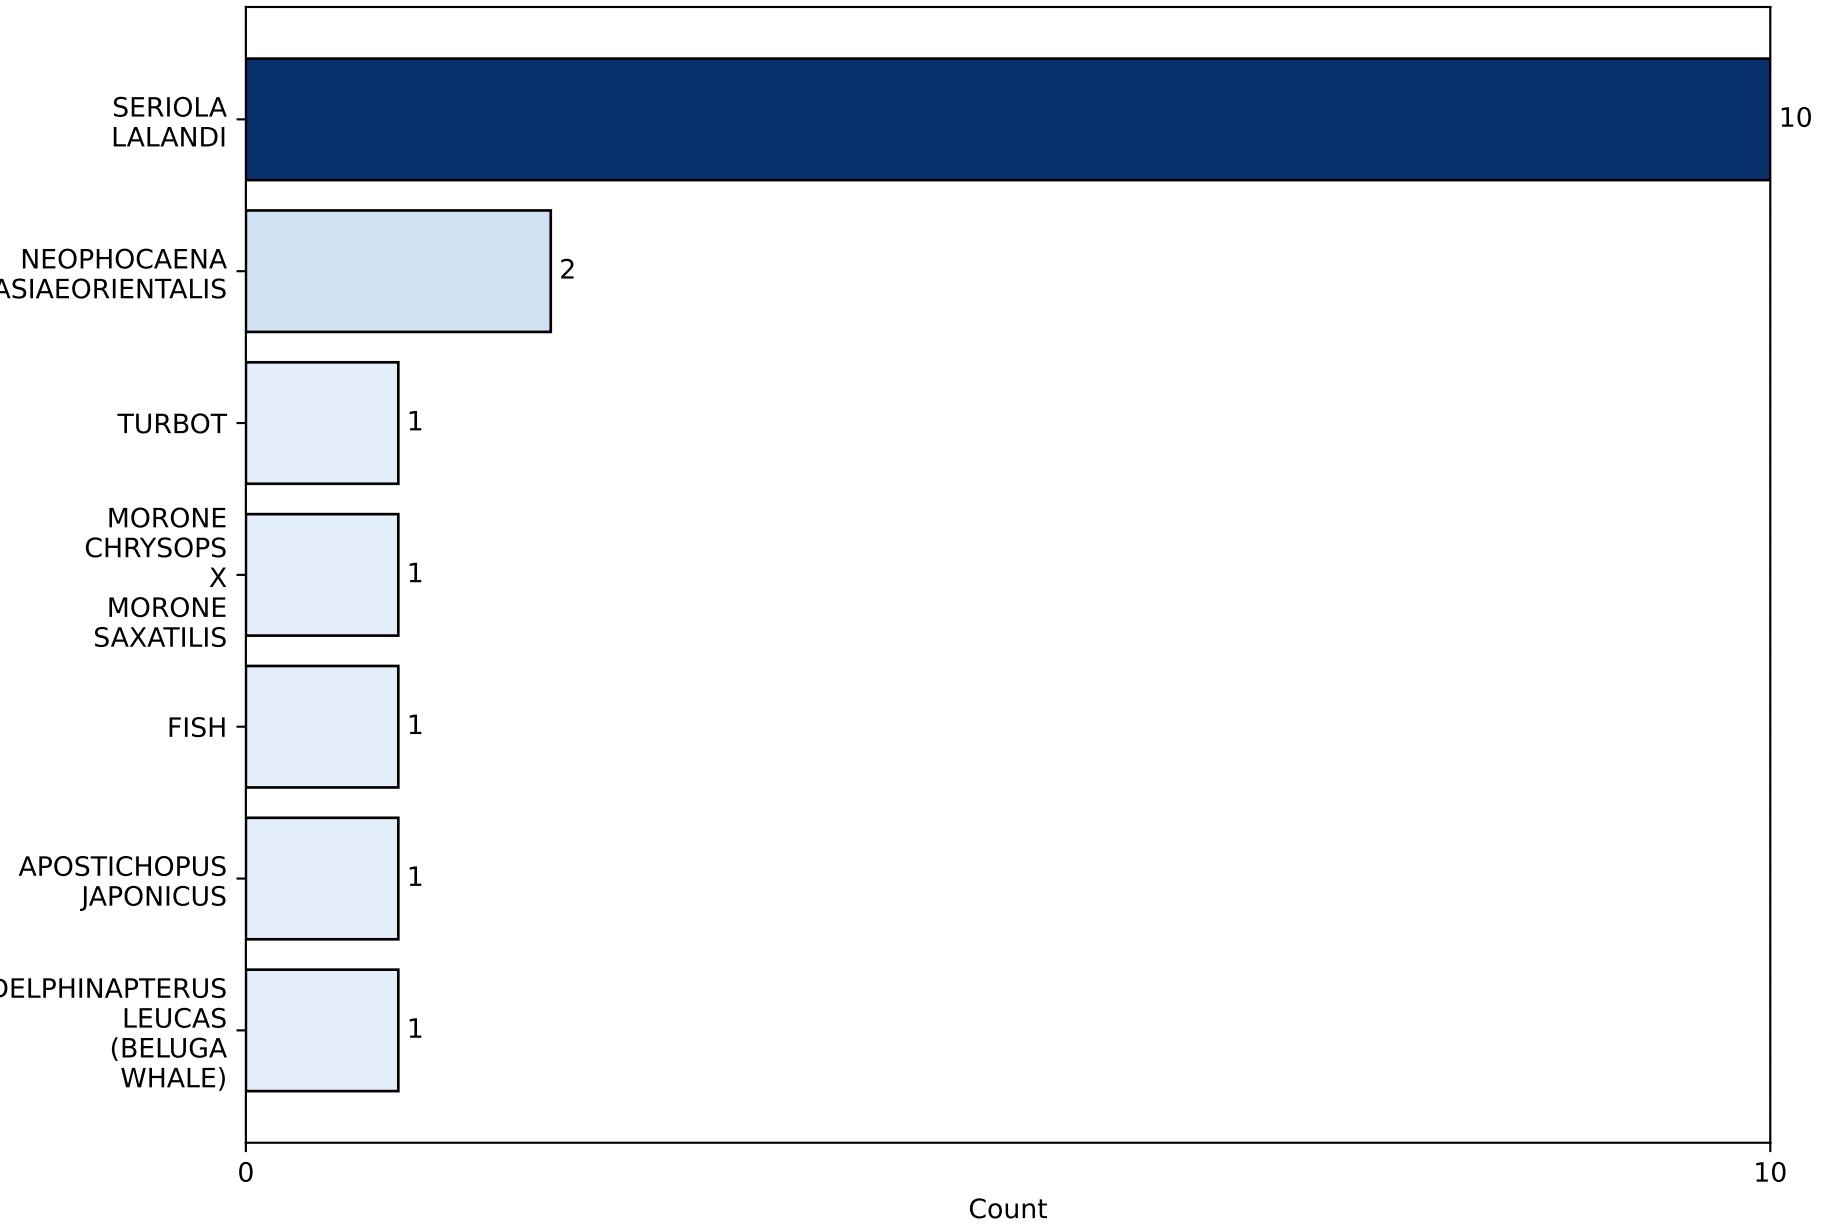 SERIOLA
LALANDI
10
NEOPHOCAENA
ASIAEORIENTALIS
2
TURBOT
1
MORONE
CHRYSOPS
X
MORONE
SAXATILIS
1
FISH
1
APOSTICHOPUS
JAPONICUS
1
DELPHINAPTERUS
LEUCAS
(BELUGA
WHALE)
1
0
10
Count